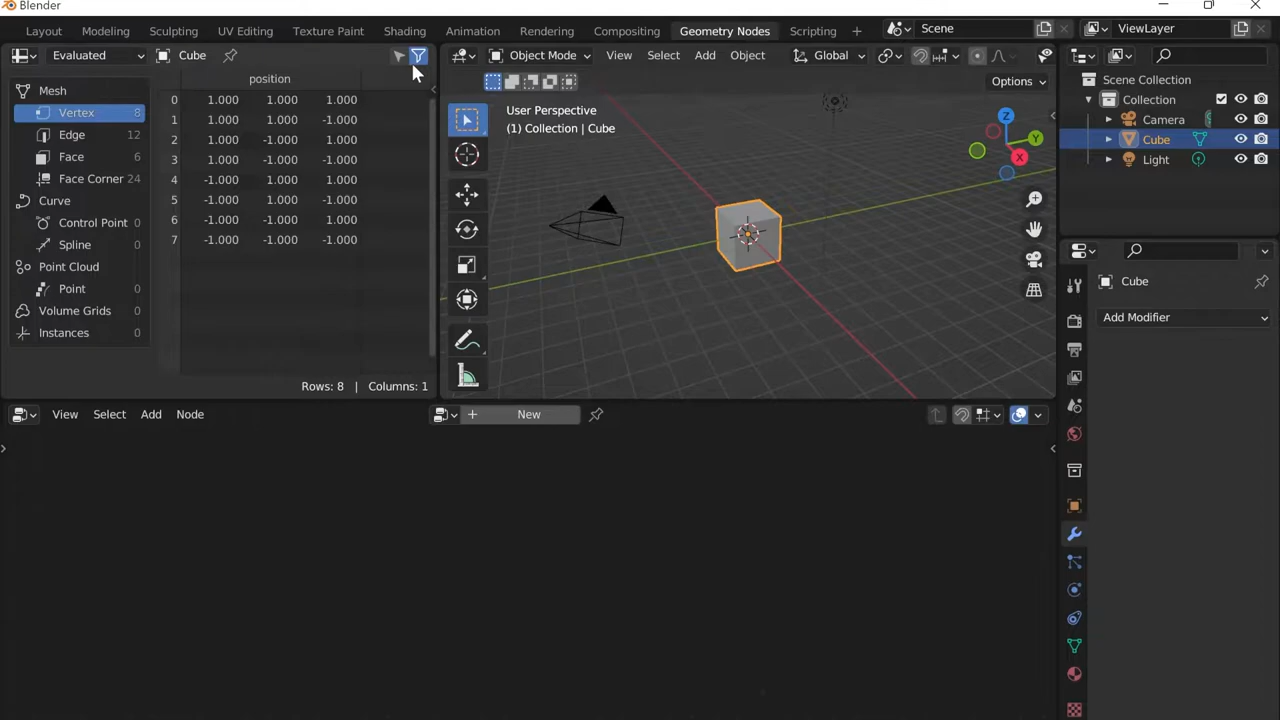 Blender
Layout Modeling Sculpting UV Editing Texture Paint Shading Animation Rendering Compositing Geometry Nodes Scripting + Scene ViewLayer
Evaluated Cube Object Mode View Select Add Object Global
Options
position
Mesh
Vertex 8
Edge 12
Face 6
Face Corner 24
Curve
Control Point 0
Spline 0
Point Cloud
Point 0
Volume Grids 0
Instances 0
0 1.000 1.000 1.000
1 1.000 1.000 -1.000
2 1.000 -1.000 1.000
3 1.000 -1.000 -1.000
4 -1.000 1.000 1.000
5 -1.000 1.000 -1.000
6 -1.000 -1.000 1.000
7 -1.000 -1.000 -1.000
Rows: 8 | Columns: 1
User Perspective
(1) Collection | Cube
Z
Y
X
Scene Collection
Collection
Camera
Cube
Light
Cube
Add Modifier
View Select Add Node + New